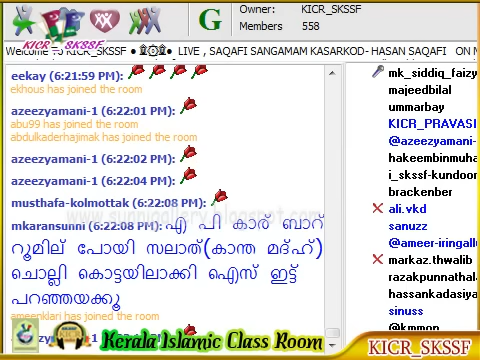 Owner: KICR_SKSSF
Members 558
G
KICR_SKSSF
Welcome KICR_SKSSF ● ۞ ● LIVE , SAQAFI SANGAMAM KASARKOD- HASAN SAQAFI ON M
eekay (6:21:59 PM):
ekhous has joined the room
azeezyamani-1 (6:22:01 PM):
abu99 has joined the room
abdulkaderhajimak has joined the room
azeezyamani-1 (6:22:02 PM):
azeezyamani-1 (6:22:04 PM):
musthafa-kolmottak (6:22:08 PM):
mkaransunni (6:22:08 PM): എ പി കാര് ബാറ്
റൂമില് പോയി സലാത്(കാന്ത മദ്ഹ്)
ചൊല്ലി കൊട്ടയിലാക്കി ഐസ് ഇട്ട്
പറഞ്ഞയക്കൂ
ameenklari has joined the room
mk_siddiq_faizy
majeedbilal
ummarbay
KICR_PRAVASI
@azeezyamani-
hakeembinmuha
i_skssf-kundoor
brackenber
ali.vkd
sanuzz
@ameer-iringallu
markaz.thwalib
razakpunnathala
hassankadasiya
sinuss
@kmmon
Kerala Islamic Class Room
KICR_SKSSF